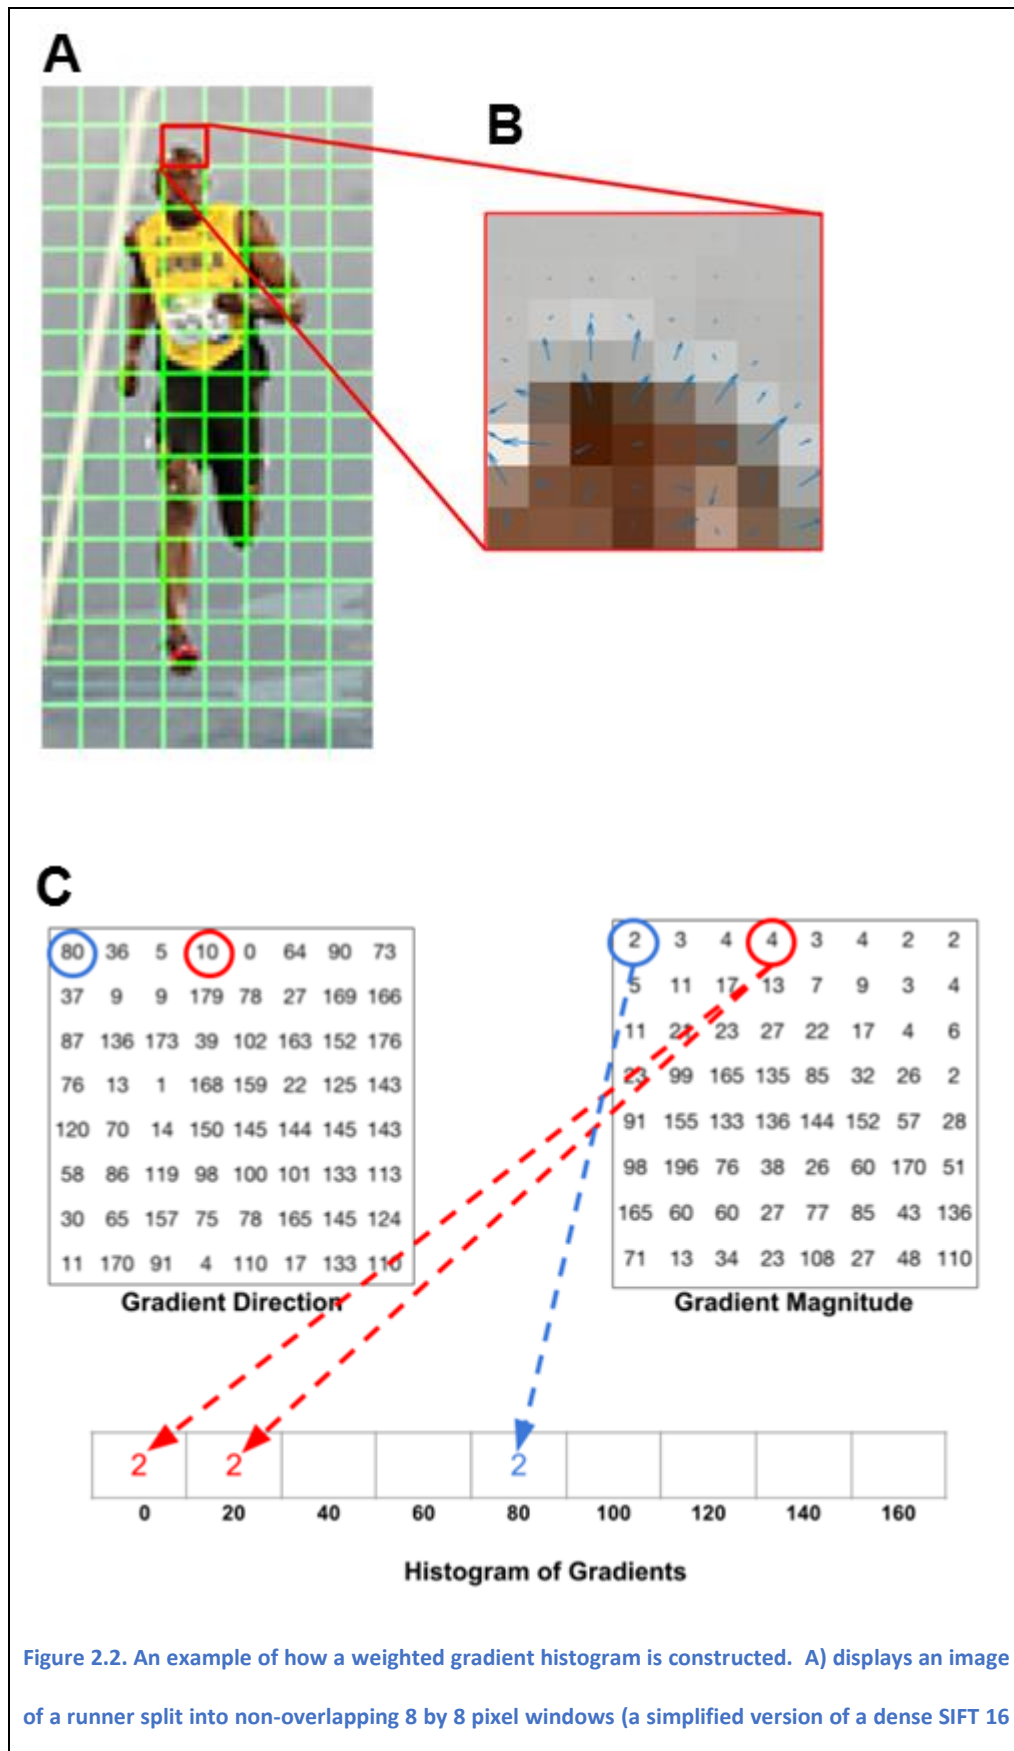 A
B
C
80 36 5 10 0 64 90 73
37 9 9 179 78 27 169 166
87 136 173 39 102 163 152 176
76 13 1 168 159 22 125 143
120 70 14 150 145 144 145 143
58 86 119 98 100 101 133 113
30 65 157 75 78 165 145 124
11 170 91 4 110 17 133 110
Gradient Direction
2 3 4 4 3 4 2 2
5 11 17 13 7 9 3 4
11 21 23 27 22 17 4 6
23 99 165 135 85 32 26 2
91 155 133 136 144 152 57 28
98 196 76 38 26 60 170 51
165 60 60 27 77 85 43 136
71 13 34 23 108 27 48 110
Gradient Magnitude
2 2 2
0 20 40 60 80 100 120 140 160
Histogram of Gradients
Figure 2.2. An example of how a weighted gradient histogram is constructed. A) displays an image
of a runner split into non-overlapping 8 by 8 pixel windows (a simplified version of a dense SIFT 16